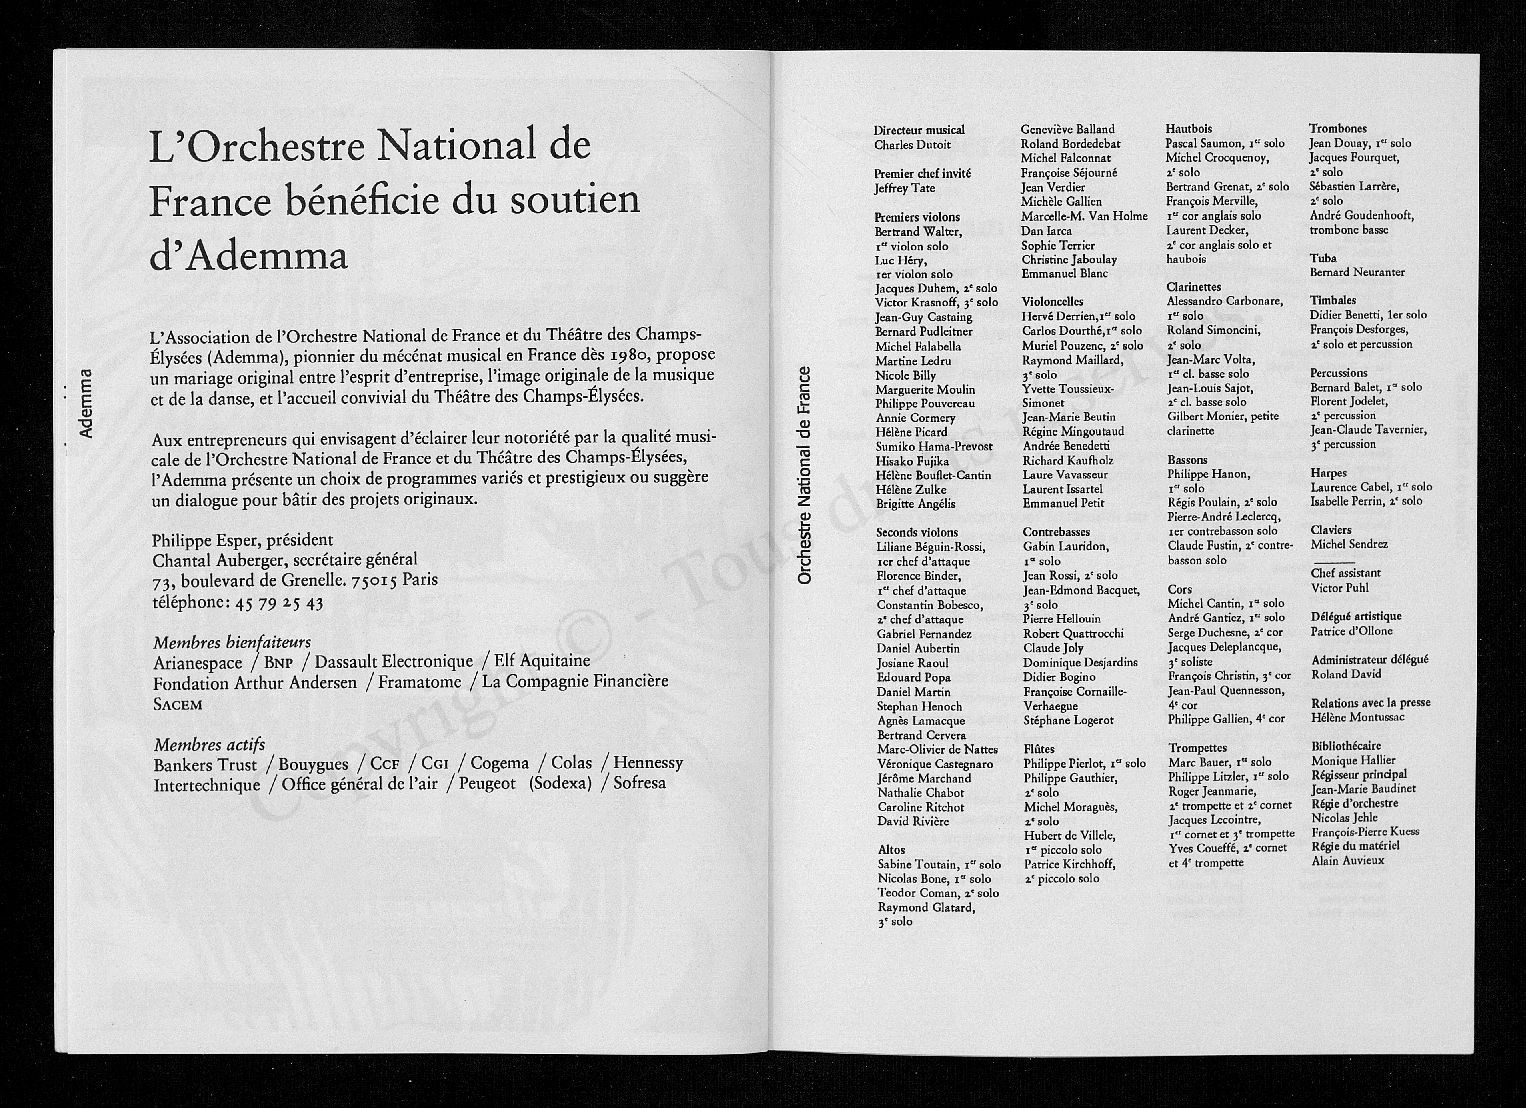 L'Orchestre National de
France bénéficie du soutien
d'Ademma
L'Association de l'Orchestre National de France et du Théâtre des Champs-
Élysées (Ademma), pionnier du mécénat musical en France dès 1980, propose
un mariage original entre l'esprit d'entreprise, l'image originale de la musique
et de la danse, et l'accueil convivial du Théâtre des Champs-Élysées.
Aux entrepreneurs qui envisagent d'éclairer leur notoriété par la qualité musi-
cale de l'Orchestre National de France et du Théâtre des Champs-Élysées,
l'Ademma présente un choix de programmes variés et prestigieux ou suggère
un dialogue pour bâtir des projets originaux.
Philippe Esper, président
Chantal Auberger, secrétaire général
73, boulevard de Grenelle. 75015 Paris
téléphone: 45 79 25 43
Membres bienfaiteurs
Arianespace / BNP / Dassault Electronique / Elf Aquitaine
Fondation Arthur Andersen / Framatome / La Compagnie Financière
SACEM
Membres actifs
Bankers Trust / Bouygues / CCF / CGI / Cogema / Colas / Hennessy
Intertechnique / Office général de l'air / Peugeot (Sodexa) / Sofresa
Ademma
Orchestre National de France
Directeur musical
Charles Dutoit
Premier chef invité
Jeffrey Tate
Premiers violons
Bertrand Walter,
1er violon solo
Luc Héry,
1er violon solo
Jacques Duhem, 2e solo
Victor Krasnoff, 3e solo
Jean-Guy Castaing
Bernard Pudleitner
Michel Falabella
Martine Ledru
Nicole Billy
Marguerite Moulin
Philippe Pouvereau
Annie Cormery
Hélène Picard
Sumiko Hama-Prevost
Hisako Fujika
Hélène Bouflet-Cantin
Hélène Zulke
Brigitte Angélis
Seconds violons
Liliane Béguin-Rossi,
1er chef d'attaque
Florence Binder,
1er chef d'attaque
Constantin Bobesco,
2e chef d'attaque
Gabriel Fernandez
Daniel Aubertin
Josiane Raoul
Edouard Popa
Daniel Martin
Stephan Henoch
Agnès Lamacque
Bertrand Cervera
Marc-Olivier de Nattes
Véronique Castegnaro
Jérôme Marchand
Nathalie Chabot
Caroline Ritchot
David Rivière
Altos
Sabine Toutain, 1er solo
Nicolas Bone, 1er solo
Teodor Coman, 2e solo
Raymond Glatard,
3e solo
Geneviève Balland
Roland Bordedebat
Michel Falconnat
Françoise Séjourné
Jean Verdier
Michèle Gallien
Marcelle-M. Van Holme
Dan Iarca
Sophie Terrier
Christine Jaboulay
Emmanuel Blanc
Violoncelles
Hervé Derrien,1er solo
Carlos Dourthé,1er solo
Muriel Pouzenc, 2e solo
Raymond Maillard,
3e solo
Yvette Toussieux-
Simonet
Jean-Marie Beutin
Régine Mingoutaud
Andrée Benedetti
Richard Kaufholz
Laure Vavasseur
Laurent Issartel
Emmanuel Petit
Contrebasses
Gabin Lauridon,
1er solo
Jean Rossi, 2e solo
Jean-Edmond Bacquet,
3e solo
Pierre Hellouin
Robert Quattrocchi
Claude Joly
Dominique Desjardins
Didier Bogino
Françoise Cornaille-
Verhaegue
Stéphane Logerot
Flûtes
Philippe Pierlot, 1er solo
Philippe Gauthier,
2e solo
Michel Moraguès,
2e solo
Hubert de Villele,
1er piccolo solo
Patrice Kirchhoff,
2e piccolo solo
Hautbois
Pascal Saumon, 1er solo
Michel Crocquenoy,
2e solo
Bertrand Grenat, 2e solo
François Merville,
1er cor anglais solo
Laurent Decker,
2e cor anglais solo et
haubois
Clarinettes
Alessandro Carbonare,
1er solo
Roland Simoncini,
2e solo
Jean-Marc Volta,
1er cl. basse solo
Jean-Louis Sajot,
2e cl. basse solo
Gilbert Monier, petite
clarinette
Bassons
Philippe Hanon,
1er solo
Régis Poulain, 2e solo
Pierre-André Leclercq,
1er contrebasson solo
Claude Fustin, 2e contre-
basson solo
Cors
Michel Cantin, 1er solo
André Gantiez, 1er solo
Serge Duchesne, 2e cor
Jacques Deleplancque,
3e soliste
François Christin, 3e cor
Jean-Paul Quennesson,
4e cor
Philippe Gallien, 4e cor
Trompettes
Marc Bauer, 1er solo
Philippe Litzler, 1er solo
Roger Jeanmarie,
2e trompette et 2e cornet
Jacques Lecointre,
1er cornet et 3e trompette
Yves Coueffé, 2e cornet
et 4e trompette
Trombones
Jean Douay, 1er solo
Jacques Fourquet,
2e solo
Sébastien Larrère,
2e solo
André Goudenhooft,
trombone basse
Tuba
Bernard Neuranter
Timbales
Didier Benetti, 1er solo
François Desforges,
2e solo et percussion
Percussions
Bernard Balet, 1er solo
Florent Jodelet,
2e percussion
Jean-Claude Tavernier,
3e percussion
Harpes
Laurence Cabel, 1er solo
Isabelle Perrin, 2e solo
Claviers
Michel Sendrez
Chef assistant
Victor Puhl
Délégué artistique
Patrice d'Ollone
Administrateur délégué
Roland David
Relations avec la presse
Hélène Montussac
Bibliothécaire
Monique Hallier
Régisseur principal
Jean-Marie Baudinet
Régie d'orchestre
Nicolas Jehle
François-Pierre Kuess
Régie du matériel
Alain Auvieux